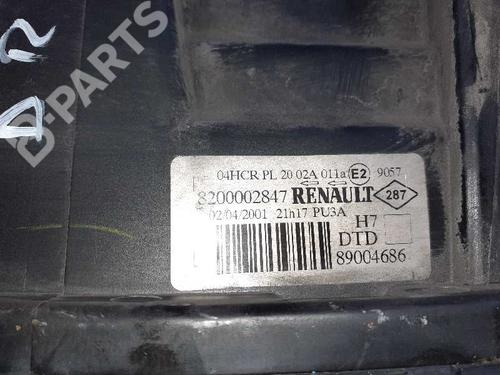 B-PARTS
04HCR PL 20 02A 011a E2 9057
8200002847 RENAULT 287
02/04/2001 21h17 PU3A
H7
DTD
89004686